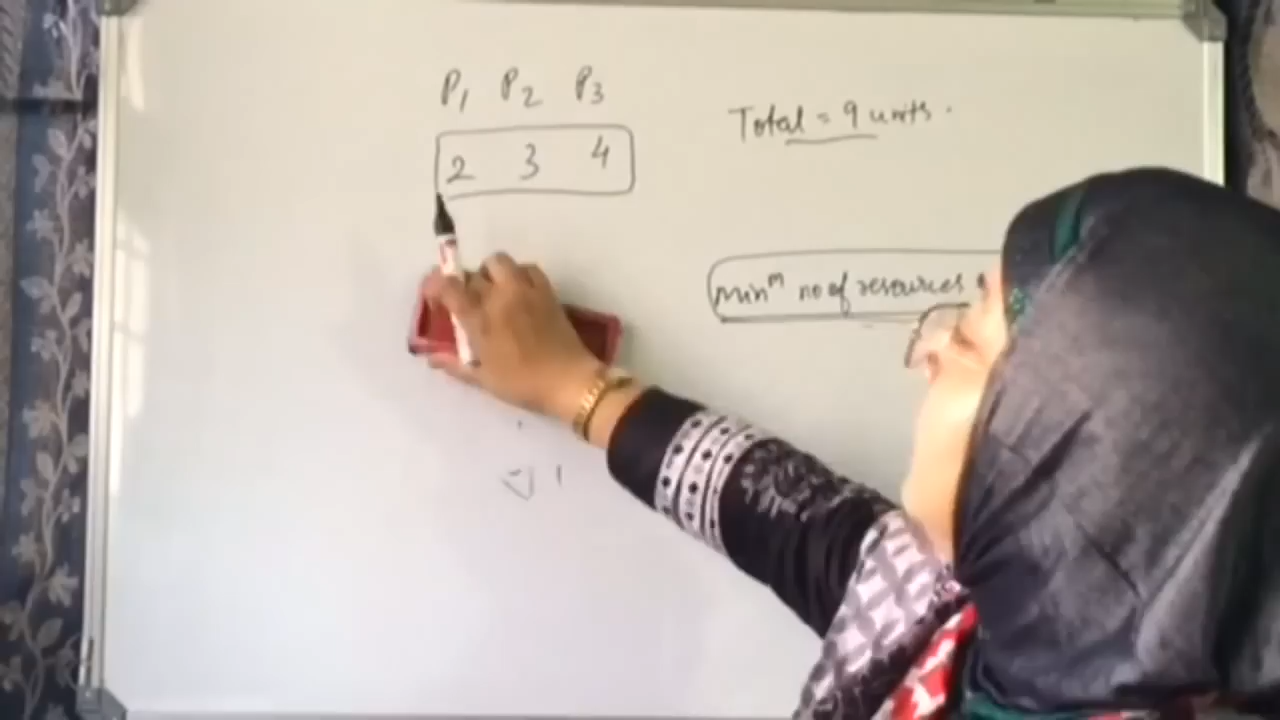 P1 P2 P3
2 3 4
Total = 9 units.
minm no of resources